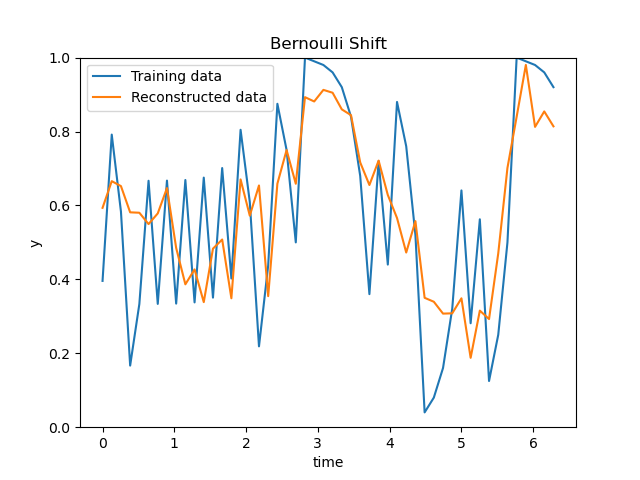 Bernoulli Shift
Training data
Reconstructed data
1.0
0.8
0.6
0.4
0.2
0.0
y
0 1 2 3 4 5 6
time